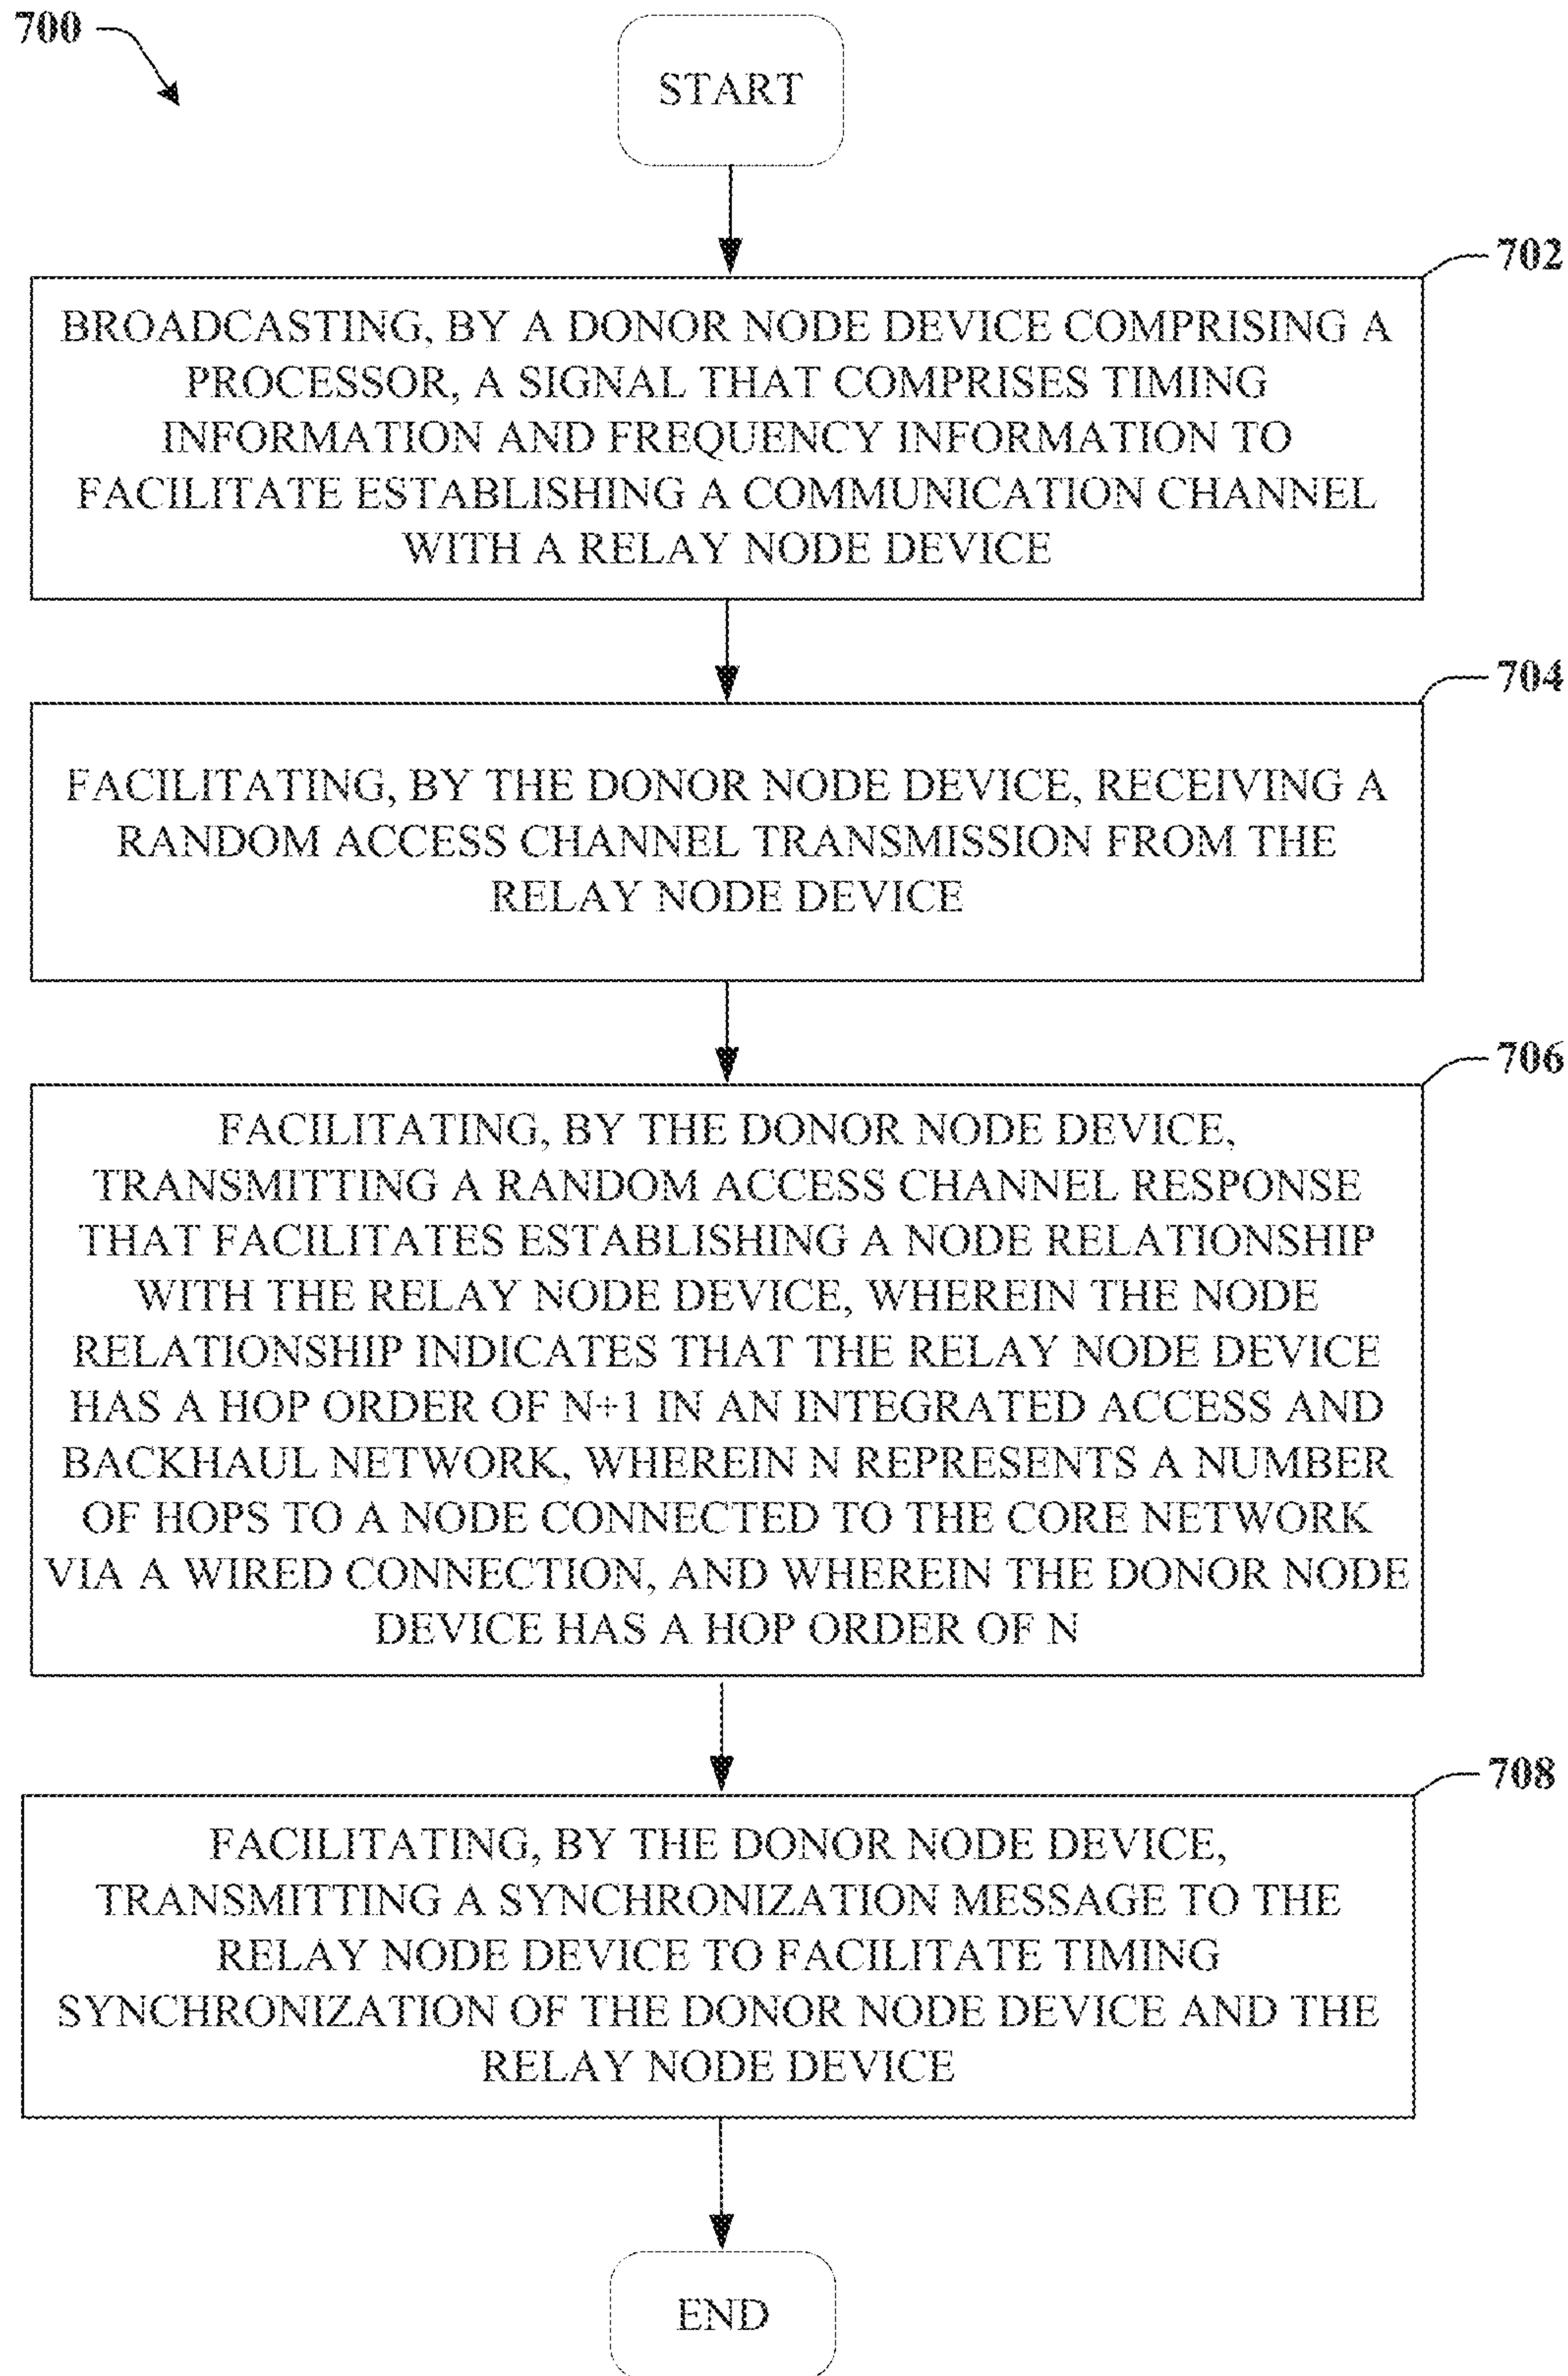 700
START
702
BROADCASTING, BY A DONOR NODE DEVICE COMPRISING A
PROCESSOR, A SIGNAL THAT COMPRISES TIMING
INFORMATION AND FREQUENCY INFORMATION TO
FACILITATE ESTABLISHING A COMMUNICATION CHANNEL
WITH A RELAY NODE DEVICE
704
FACILITATING, BY THE DONOR NODE DEVICE, RECEIVING A
RANDOM ACCESS CHANNEL TRANSMISSION FROM THE
RELAY NODE DEVICE
706
FACILITATING, BY THE DONOR NODE DEVICE,
TRANSMITTING A RANDOM ACCESS CHANNEL RESPONSE
THAT FACILITATES ESTABLISHING A NODE RELATIONSHIP
WITH THE RELAY NODE DEVICE, WHEREIN THE NODE
RELATIONSHIP INDICATES THAT THE RELAY NODE DEVICE
HAS A HOP ORDER OF N+1 IN AN INTEGRATED ACCESS AND
BACKHAUL NETWORK, WHEREIN N REPRESENTS A NUMBER
OF HOPS TO A NODE CONNECTED TO THE CORE NETWORK
VIA A WIRED CONNECTION, AND WHEREIN THE DONOR NODE
DEVICE HAS A HOP ORDER OF N
708
FACILITATING, BY THE DONOR NODE DEVICE,
TRANSMITTING A SYNCHRONIZATION MESSAGE TO THE
RELAY NODE DEVICE TO FACILITATE TIMING
SYNCHRONIZATION OF THE DONOR NODE DEVICE AND THE
RELAY NODE DEVICE
END